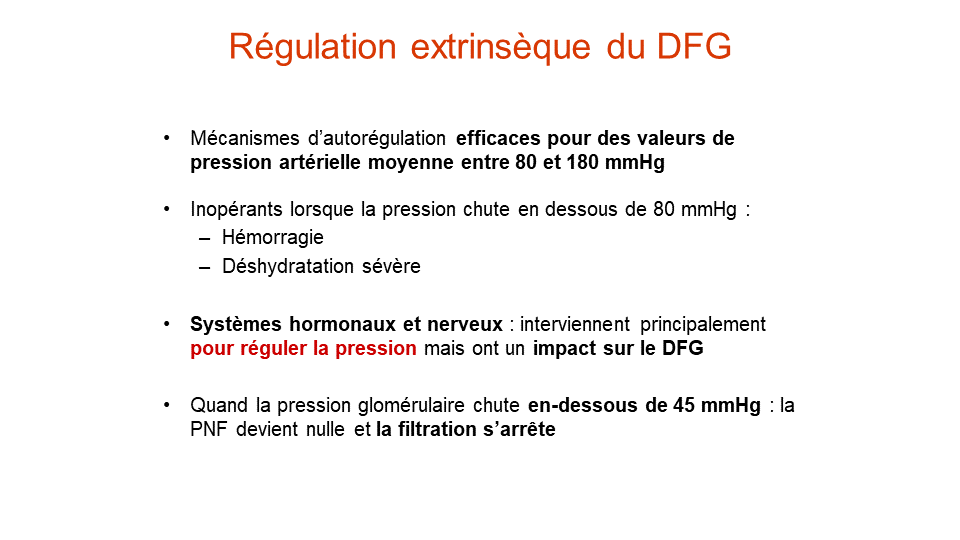 Régulation extrinsèque du DFG
• Mécanismes d’autorégulation efficaces pour des valeurs de
pression artérielle moyenne entre 80 et 180 mmHg
• Inopérants lorsque la pression chute en dessous de 80 mmHg :
– Hémorragie
– Déshydratation sévère
• Systèmes hormonaux et nerveux : interviennent principalement
pour réguler la pression mais ont un impact sur le DFG
• Quand la pression glomérulaire chute en-dessous de 45 mmHg : la
PNF devient nulle et la filtration s’arrête